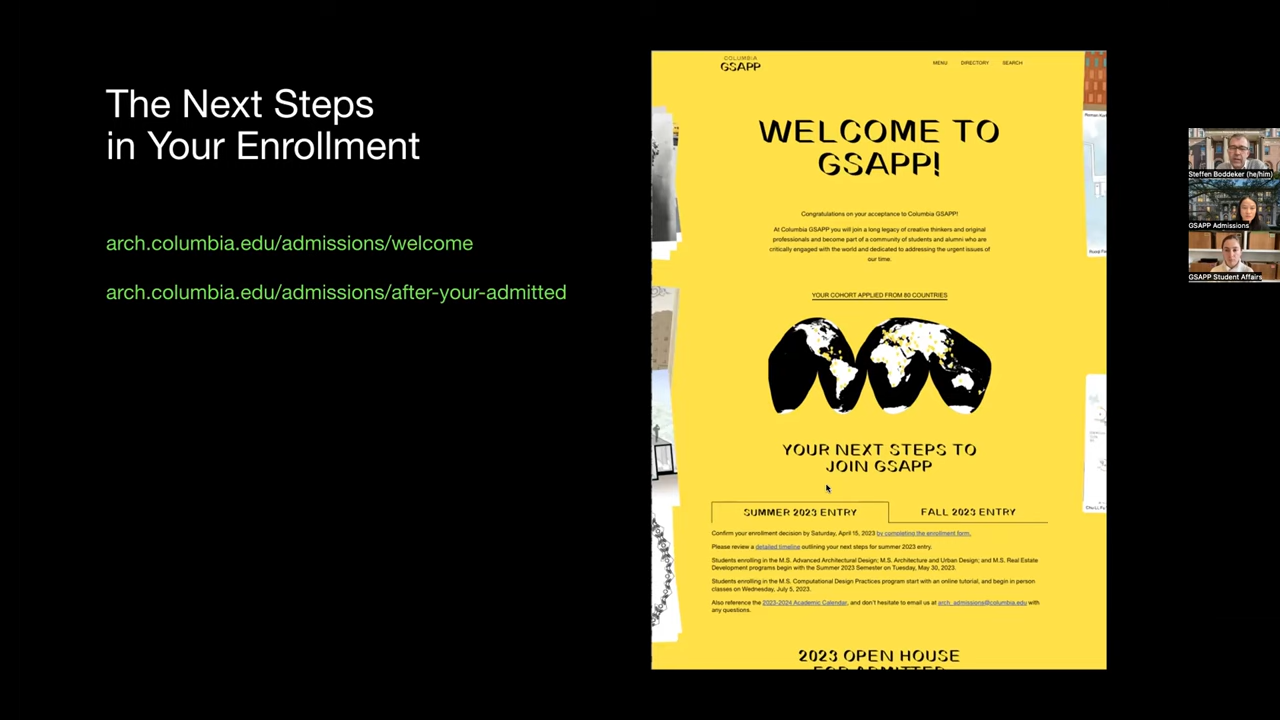 The Next Steps
in Your Enrollment
arch.columbia.edu/admissions/welcome
arch.columbia.edu/admissions/after-your-admitted
COLUMBIA
GSAPP
MENU
DIRECTORY
SEARCH
WELCOME TO
GSAPP!
Congratulations on your acceptance to Columbia GSAPP!
At Columbia GSAPP you will join a long legacy of creative thinkers and original
professionals and become part of a community of students and alumni who are
critically engaged with the world and dedicated to addressing the urgent issues of
our time.
YOUR COHORT APPLIED FROM 80 COUNTRIES
YOUR NEXT STEPS TO
JOIN GSAPP
SUMMER 2023 ENTRY
FALL 2023 ENTRY
Confirm your enrollment decision by Saturday, April 15, 2023 by completing the enrollment form.
Please review a detailed timeline outlining your next steps for summer 2023 entry.
Students enrolling in the M.S. Advanced Architectural Design; M.S. Architecture and Urban Design; and M.S. Real Estate
Development programs begin with the Summer 2023 Semester on Tuesday, May 30, 2023.
Students enrolling in the M.S. Computational Design Practices program start with an online tutorial, and begin in person
classes on Wednesday, July 5, 2023.
Also reference the 2023-2024 Academic Calendar, and don't hesitate to email us at arch_admissions@columbia.edu with
any questions.
2023 OPEN HOUSE
FOR ADMITTED
Steffen Boddeker (he/him)
GSAPP Admissions
GSAPP Student Affairs